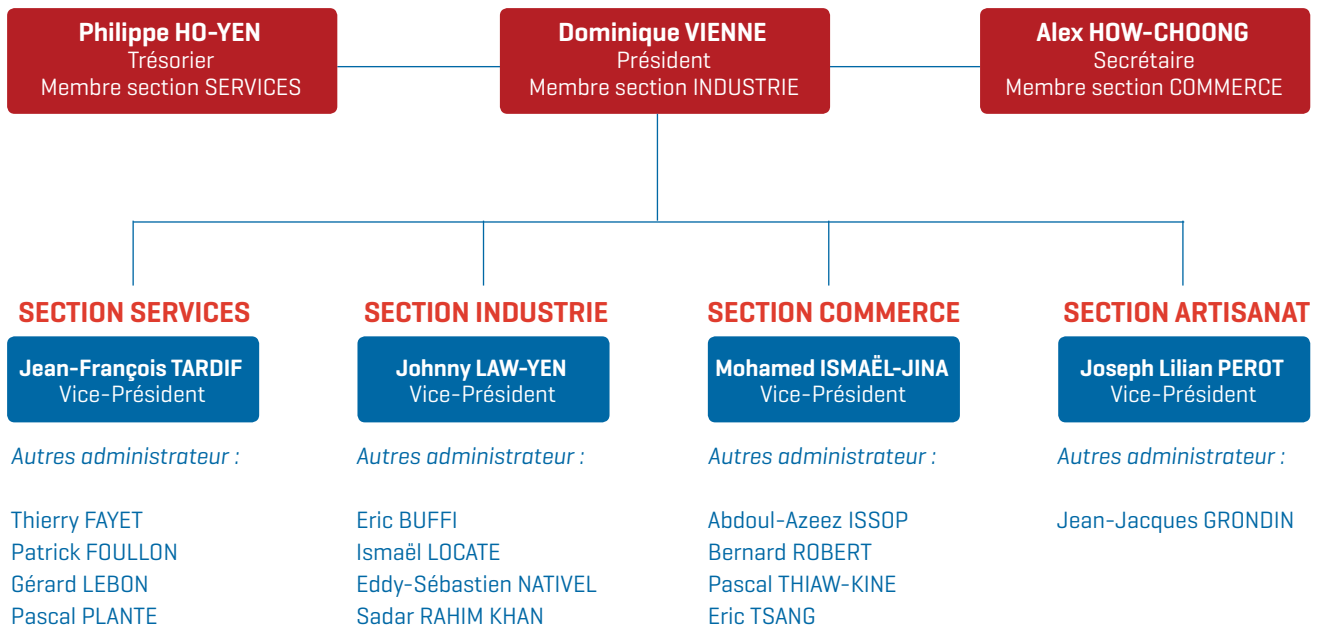 Philippe HO-YEN
Trésorier
Membre section SERVICES
Dominique VIENNE
Président
Membre section INDUSTRIE
Alex HOW-CHOONG
Secrétaire
Membre section COMMERCE
SECTION SERVICES
Jean-François TARDIF
Vice-Président
Autres administrateur :
Thierry FAYET
Patrick FOULLON
Gérard LEBON
Pascal PLANTE
SECTION INDUSTRIE
Johnny LAW-YEN
Vice-Président
Autres administrateur :
Eric BUFFI
Ismaël LOCATE
Eddy-Sébastien NATIVEL
Sadar RAHIM KHAN
SECTION COMMERCE
Mohamed ISMAËL-JINA
Vice-Président
Autres administrateur :
Abdoul-Azeez ISSOP
Bernard ROBERT
Pascal THIAW-KINE
Eric TSANG
SECTION ARTISANAT
Joseph Lilian PEROT
Vice-Président
Autres administrateur :
Jean-Jacques GRONDIN